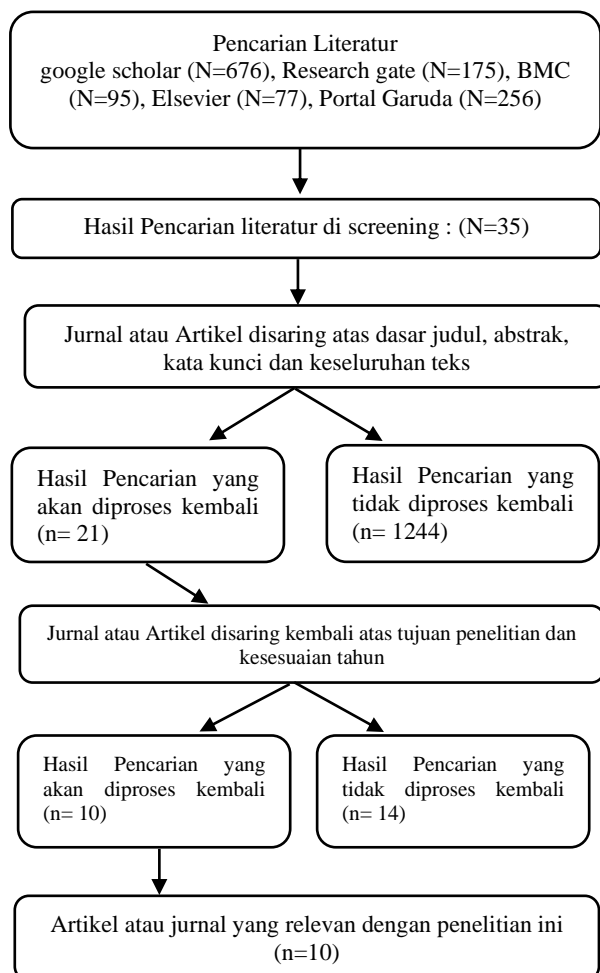 Pencarian Literatur
google scholar (N=676), Research gate (N=175), BMC
(N=95), Elsevier (N=77), Portal Garuda (N=256)
Hasil Pencarian literatur di screening : (N=35)
Jurnal atau Artikel disaring atas dasar judul, abstrak,
kata kunci dan keseluruhan teks
Hasil Pencarian yang
akan diproses kembali
(n= 21)
Hasil Pencarian yang
tidak diproses kembali
(n= 1244)
Jurnal atau Artikel disaring kembali atas tujuan penelitian dan
kesesuaian tahun
Hasil Pencarian yang
akan diproses kembali
(n= 10)
Hasil Pencarian yang
tidak diproses kembali
(n= 14)
Artikel atau jurnal yang relevan dengan penelitian ini
(n=10)